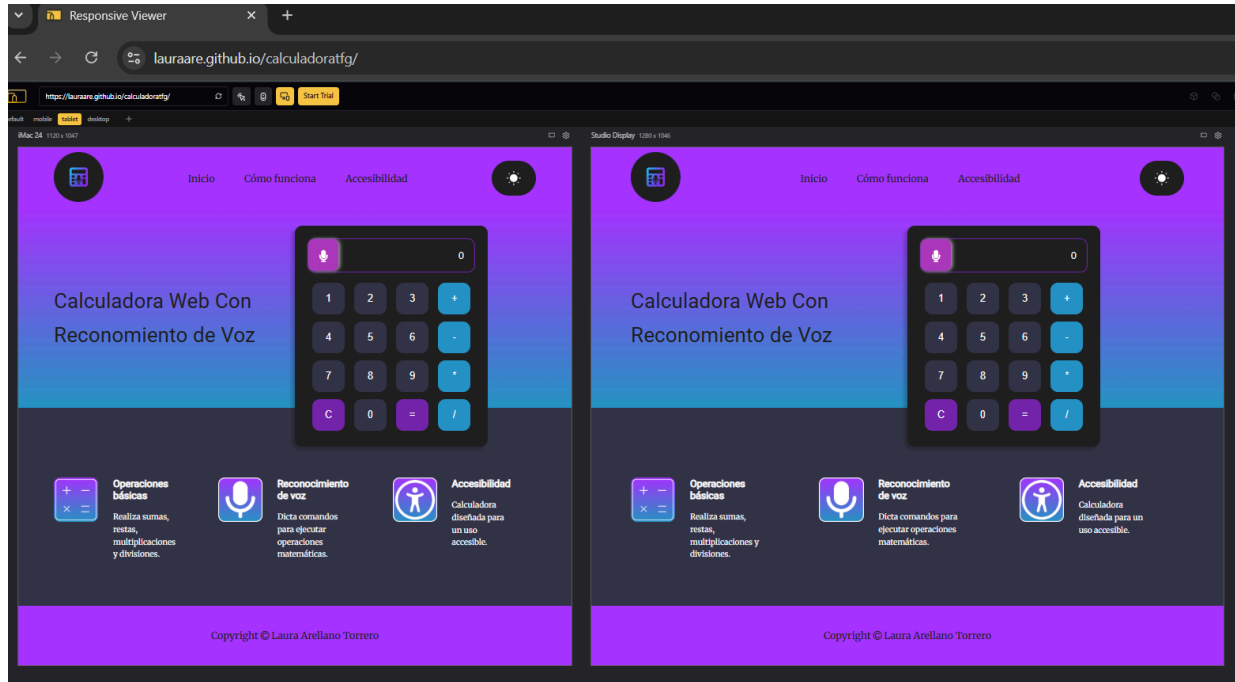 Responsive Viewer
lauraare.github.io/calculadoratfg/
https://lauraare.github.io/calculadoratfg/ Start Trial
efault mobile tablet desktop +
iMac 24 1120 x 1047
Inicio Cómo funciona Accesibilidad
0
Calculadora Web Con
Reconomiento de Voz
1 2 3 +
4 5 6 -
7 8 9 *
C 0 = /
Operaciones
básicas
Realiza sumas,
restas,
multiplicaciones
y divisiones.
Reconocimiento
de voz
Dicta comandos
para ejecutar
operaciones
matemáticas.
Accesibilidad
Calculadora
diseñada para
un uso
accesible.
Copyright © Laura Arellano Torrero
Studio Display 1280 x 1046
Inicio Cómo funciona Accesibilidad
0
Calculadora Web Con
Reconomiento de Voz
1 2 3 +
4 5 6 -
7 8 9 *
C 0 = /
Operaciones
básicas
Realiza sumas,
restas,
multiplicaciones y
divisiones.
Reconocimiento
de voz
Dicta comandos para
ejecutar operaciones
matemáticas.
Accesibilidad
Calculadora
diseñada para un
uso accesible.
Copyright © Laura Arellano Torrero